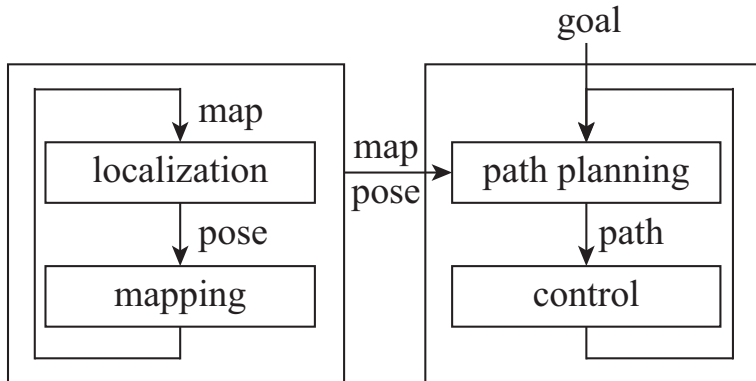 goal
map
localization
pose
mapping
map
pose
path planning
path
control